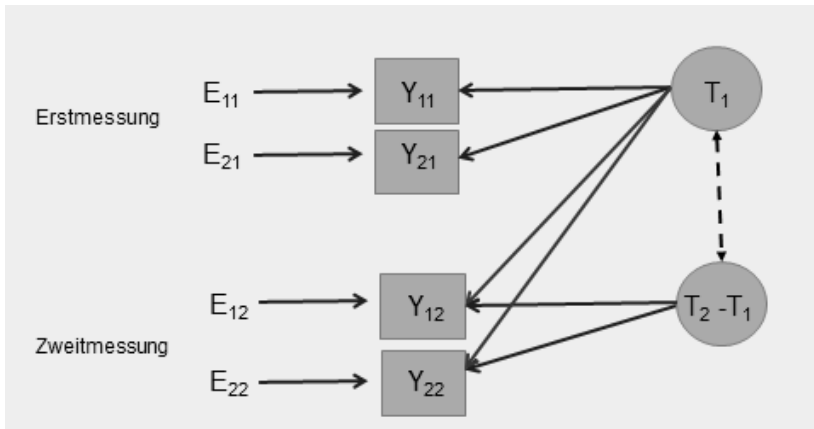 E₁₁
Y₁₁
T₁
Erstmessung
E₂₁
Y₂₁
E₁₂
Y₁₂
T₂ -T₁
Zweitmessung
E₂₂
Y₂₂